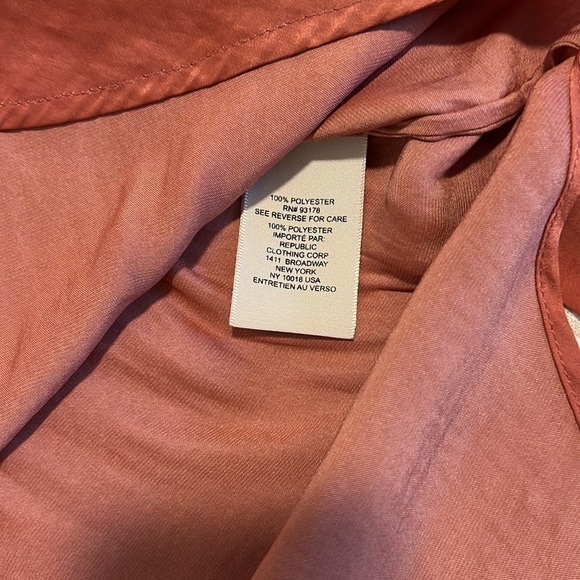 100% POLYESTER
RN# 93178
SEE REVERSE FOR CARE
100% POLYESTER
IMPORTÉ PAR:
REPUBLIC
CLOTHING CORP
1411 BROADWAY
NEW YORK
NY 10018 USA
ENTRETIEN AU VERSO